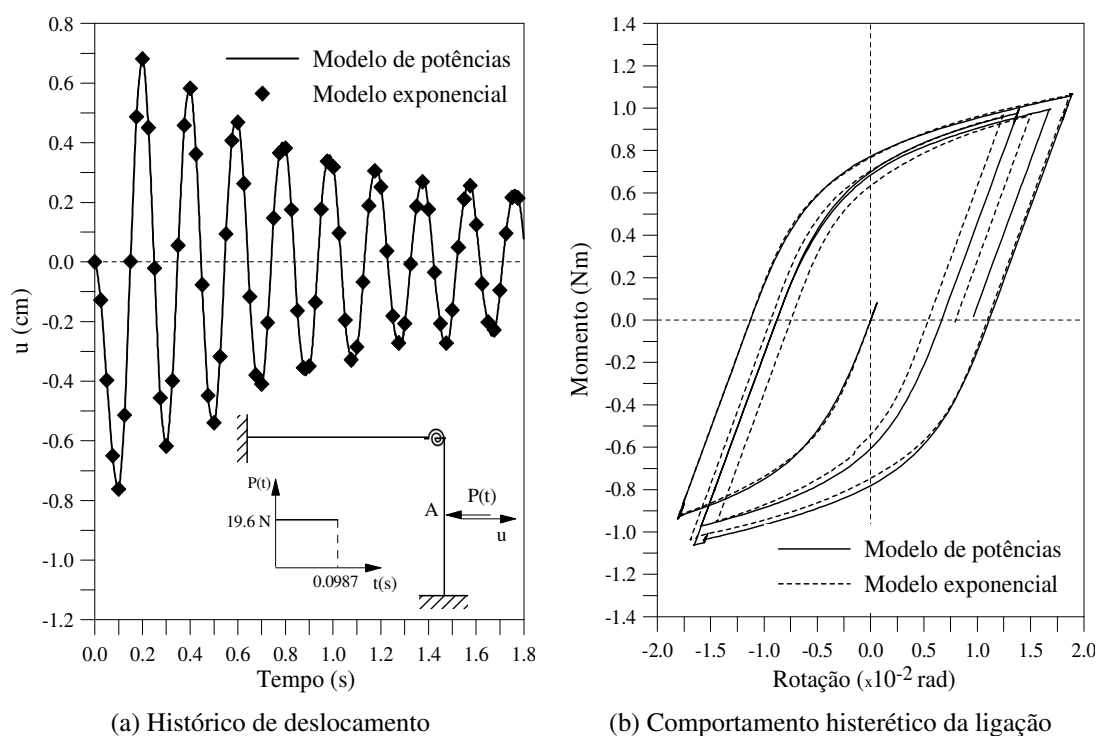 0.8
0.6
0.4
0.2
0.0
-0.2
-0.4
-0.6
-0.8
-1.0
-1.2
u (cm)
Modelo de potências
Modelo exponencial
P(t)
19.6 N
0.0987
t(s)
A
P(t)
u
0.0 0.2 0.4 0.6 0.8 1.0 1.2 1.4 1.6 1.8
Tempo (s)
(a) Histórico de deslocamento
1.4
1.2
1.0
0.8
0.6
0.4
0.2
0.0
-0.2
-0.4
-0.6
-0.8
-1.0
-1.2
-1.4
Momento (Nm)
Modelo de potências
Modelo exponencial
-2.0 -1.5 -1.0 -0.5 0.0 0.5 1.0 1.5 2.0
Rotação (x10-2 rad)
(b) Comportamento histerético da ligação